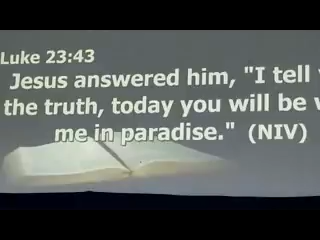 Luke 23:43
Jesus answered him, "I tell
the truth, today you will be
me in paradise." (NIV)